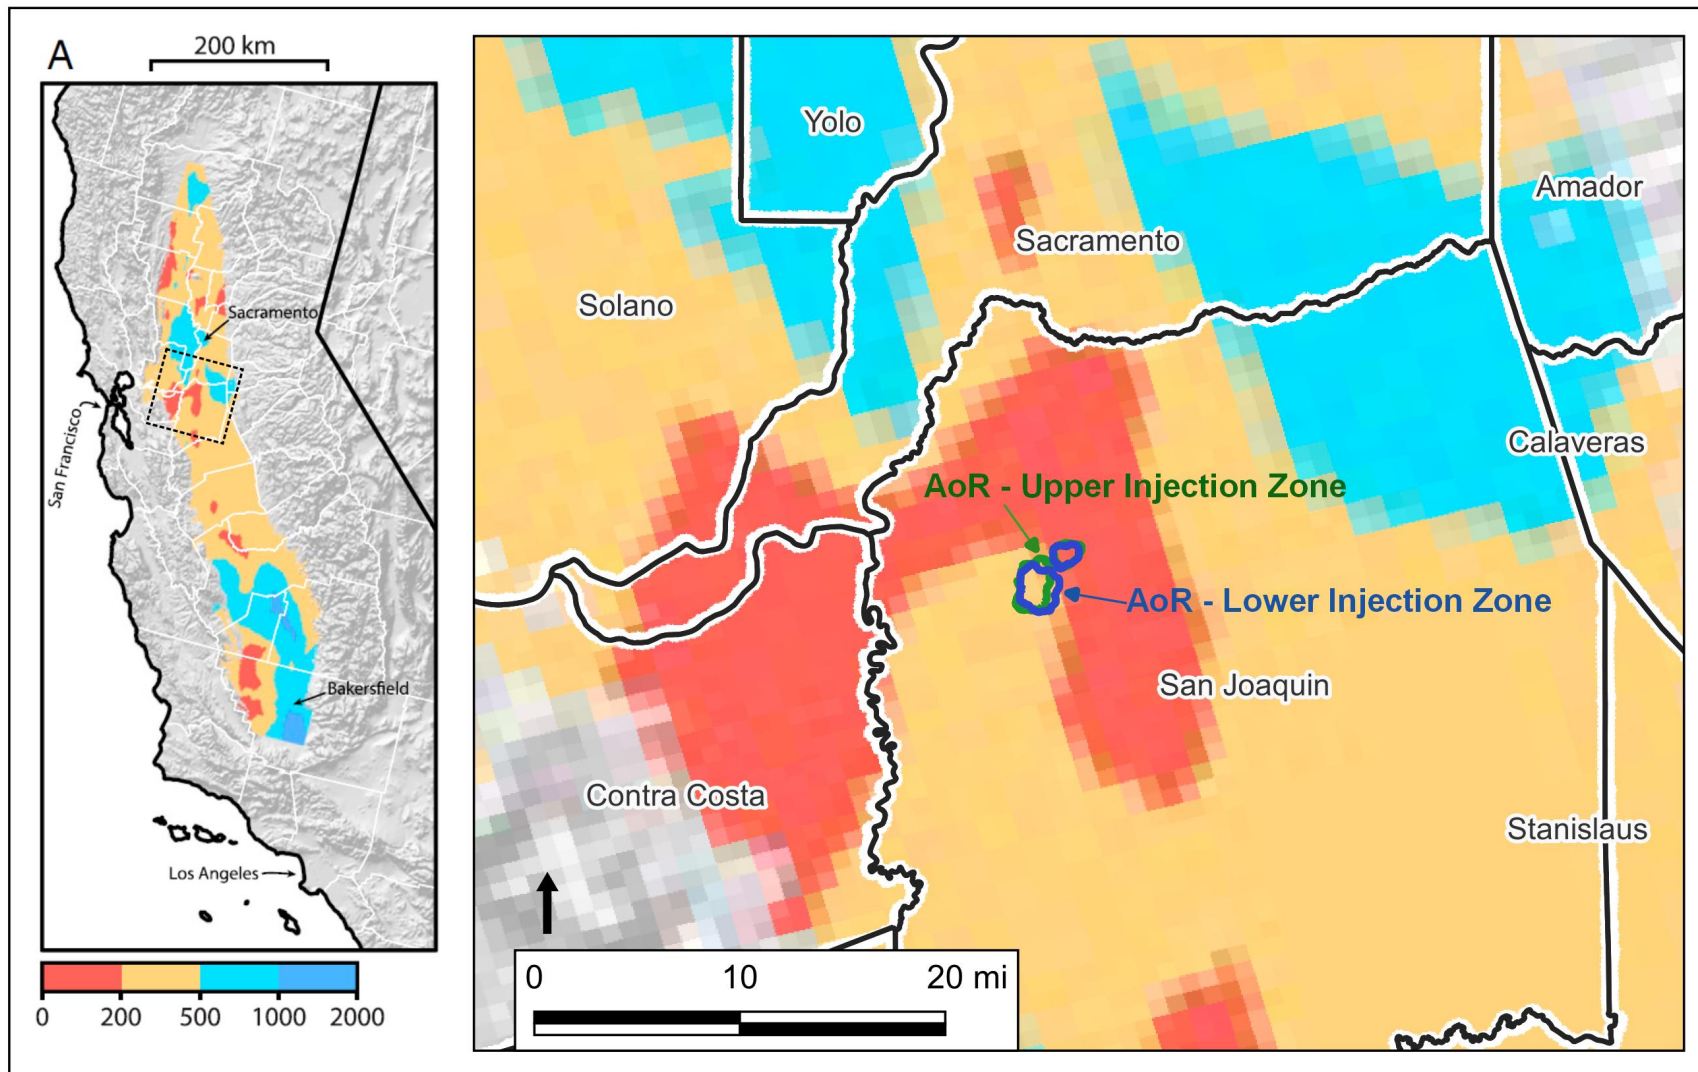 A
200 km
Sacramento
San Francisco
Bakersfield
Los Angeles
0 200 500 1000 2000
Yolo
Amador
Sacramento
Solano
Calaveras
AoR - Upper Injection Zone
AoR - Lower Injection Zone
San Joaquin
Contra Costa
Stanislaus
0 10 20 mi